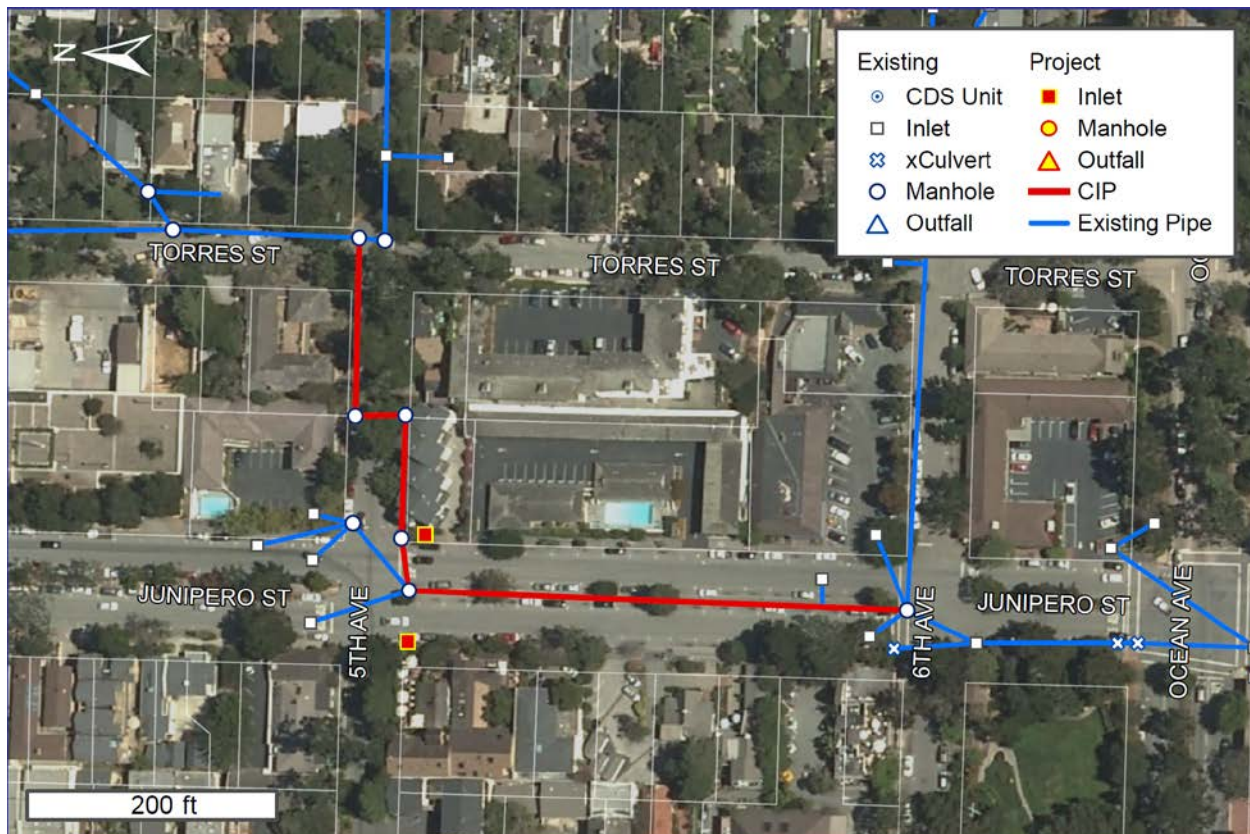 N
Existing Project
CDS Unit Inlet
Inlet Manhole
xCulvert Outfall
Manhole CIP
Outfall Existing Pipe
TORRES ST
TORRES ST
TORRES ST
JUNIPERO ST
5TH AVE
6TH AVE
JUNIPERO ST
OCEAN AVE
200 ft